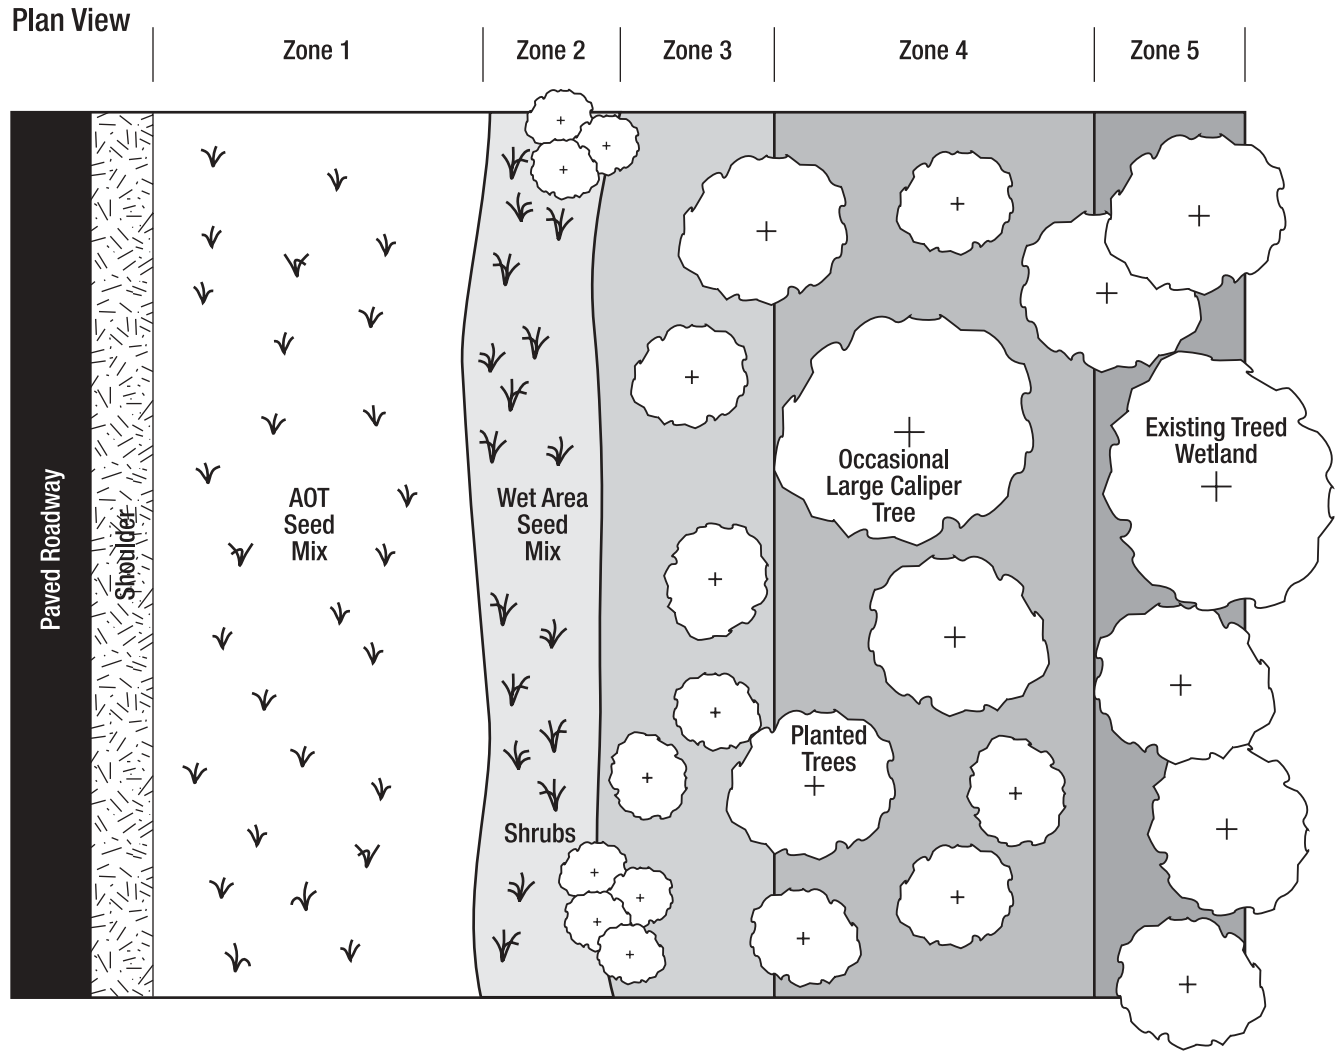 Plan View
Zone 1
Zone 2
Zone 3
Zone 4
Zone 5
Paved Roadway
Shoulder
AOT
Seed
Mix
Wet Area
Seed
Mix
Shrubs
Occasional
Large Caliper
Tree
Planted
Trees
Existing Treed
Wetland